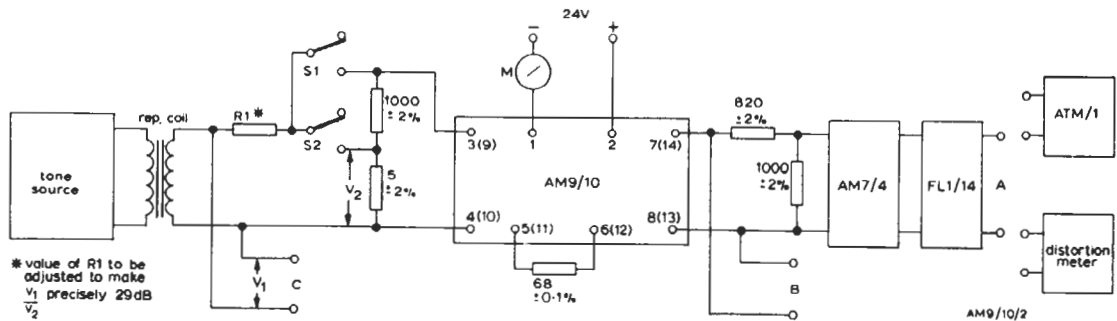 24V
−
+
M
S1
rep. coil
R1*
S2
1000
±2%
V2
5
±2%
tone
source
3(9)
1
2
7(14)
AM9/10
4(10)
5(11)
6(12)
8(13)
68
±0·1%
820
±2%
1000
±2%
AM7/4
FL1/14
A
ATM/1
distortion
meter
B
V1
C
* value of R1 to be
adjusted to make
V1
V2
precisely 29dB
AM9/10/2